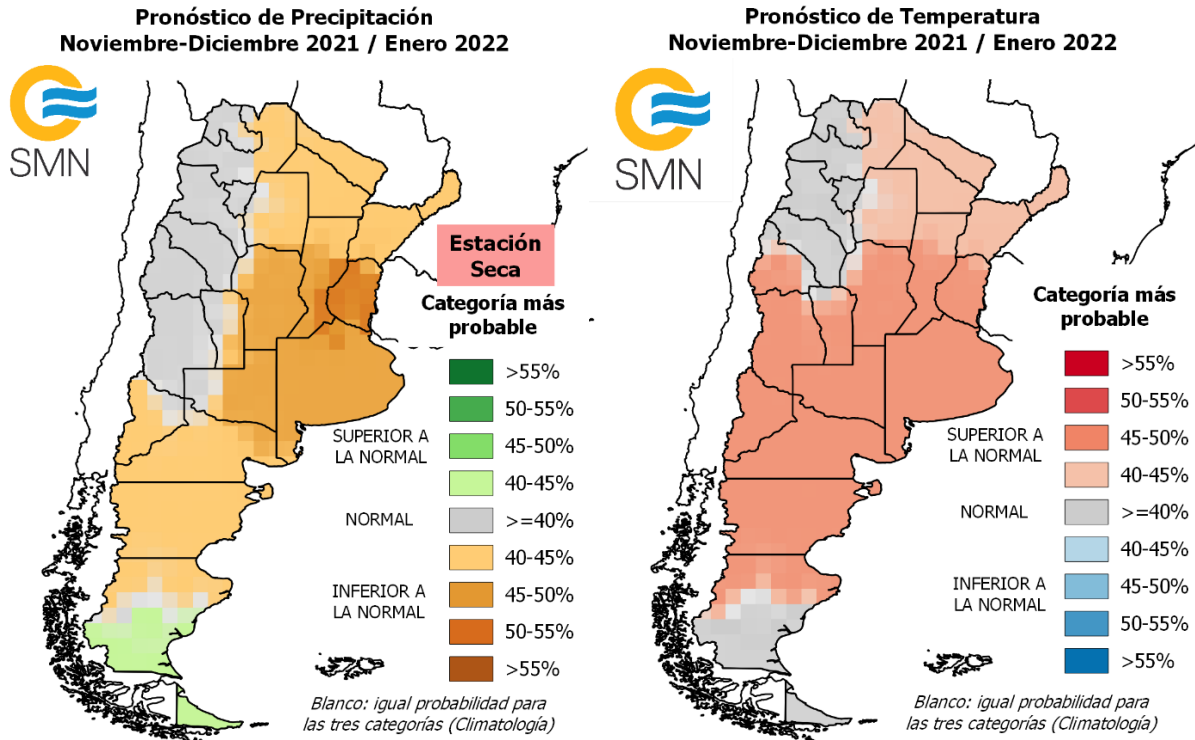 Pronóstico de Precipitación
Noviembre-Diciembre 2021 / Enero 2022
SMN
Estación
Seca
Categoría más
probable
>55%
50-55%
45-50%
SUPERIOR A
LA NORMAL
40-45%
NORMAL
>=40%
40-45%
INFERIOR A
LA NORMAL
45-50%
50-55%
>55%
Blanco: igual probabilidad para
las tres categorías (Climatología)
Pronóstico de Temperatura
Noviembre-Diciembre 2021 / Enero 2022
SMN
Categoría más
probable
>55%
50-55%
SUPERIOR A
LA NORMAL
45-50%
40-45%
NORMAL
>=40%
40-45%
INFERIOR A
LA NORMAL
45-50%
50-55%
>55%
Blanco: igual probabilidad para
las tres categorías (Climatología)